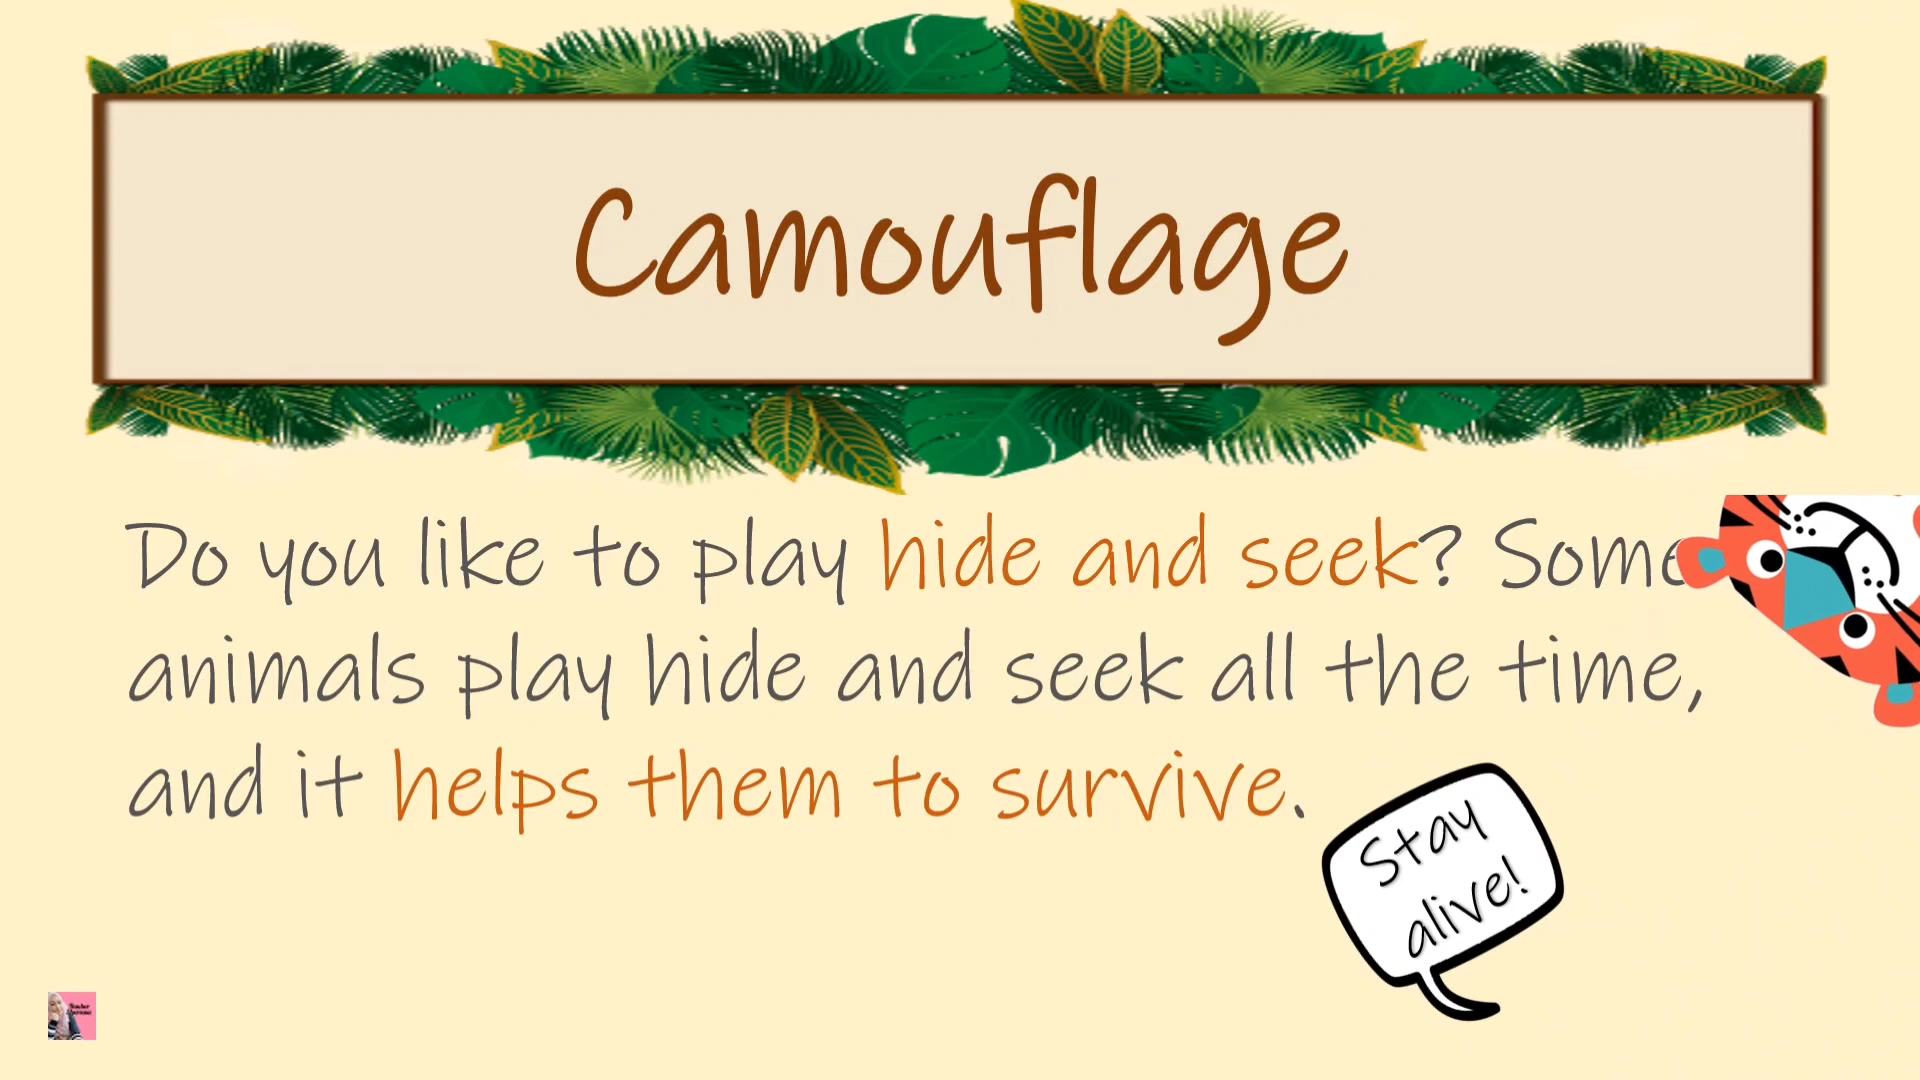 Camouflage
Do you like to play hide and seek? Some
animals play hide and seek all the time,
and it helps them to survive.
Stay
alive!